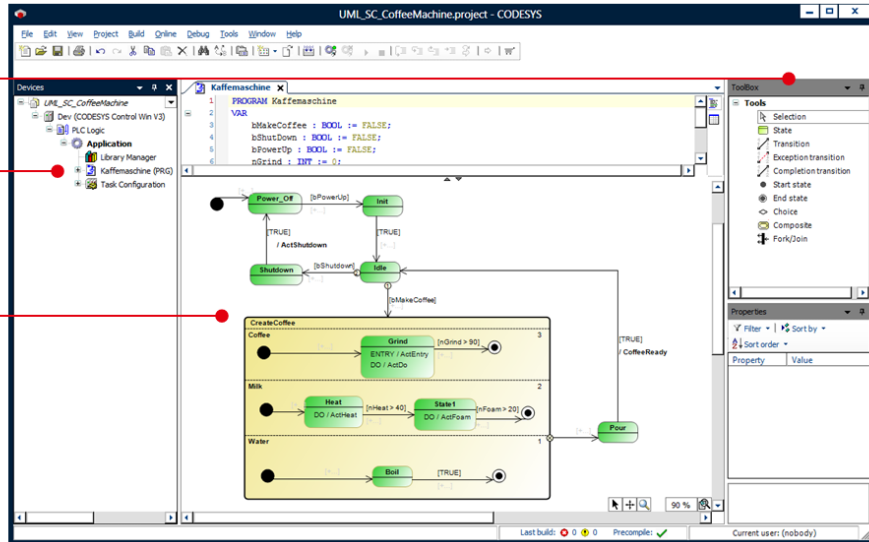 UML_SC_CoffeeMachine.project - CODESYS
File Edit View Project Build Online Debug Tools Window Help
Devices
UML_SC_CoffeeMachine
Dev (CODESYS Control Win V3)
PLC Logic
Application
Library Manager
Kaffemaschine (PRG)
Task Configuration
Kaffemaschine
1 PROGRAM Kaffemaschine
2 VAR
3 bMakeCoffee : BOOL := FALSE;
4 bShutDown : BOOL := FALSE;
5 bPowerUp : BOOL := FALSE;
6 nGrind : INT := 0;
Power_Off
[bPowerUp]
Init
[TRUE]
/ ActShutdown
[TRUE]
Shutdown
[bShutdown]
Idle
[bMakeCoffee]
CreateCoffee
Coffee
3
Grind
ENTRY / ActEntry
DO / ActDo
[nGrind > 90]
Milk
2
Heat
DO / ActHeat
[nHeat > 40]
State1
DO / ActFoam
[nFoam > 20]
Water
1
Boil
[TRUE]
[TRUE]
/ CoffeeReady
Pour
90 %
ToolBox
Tools
Selection
State
Transition
Exception transition
Completion transition
Start state
End state
Choice
Composite
Fork/Join
Properties
Filter
Sort by
Sort order
Property Value
Last build: 0 0 Precompile:
Current user: (nobody)